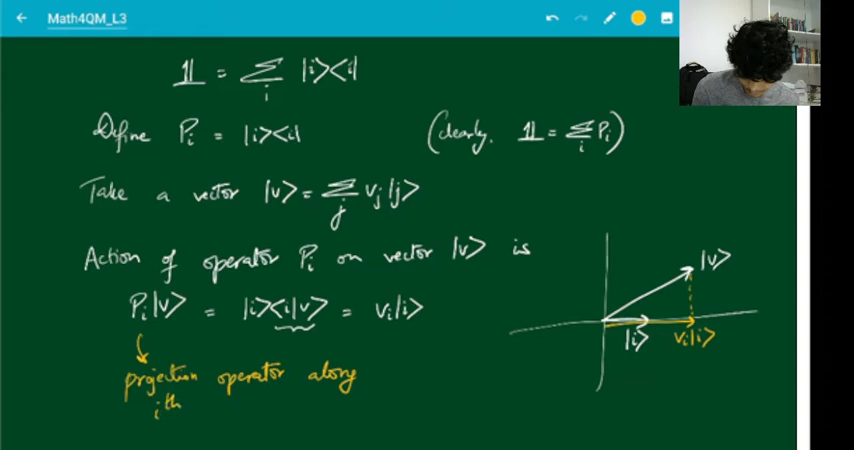 Math4QM_L3
𝟙 = Σ_i |i><i|
Define P_i = |i><i| (clearly, 𝟙 = Σ_i P_i)
Take a vector |v> = Σ_j v_j |j>
Action of operator P_i on vector |v> is
P_i|v> = |i><i|v> = v_i|i>
projection operator along
ith
|v>
|i> v_i|i>